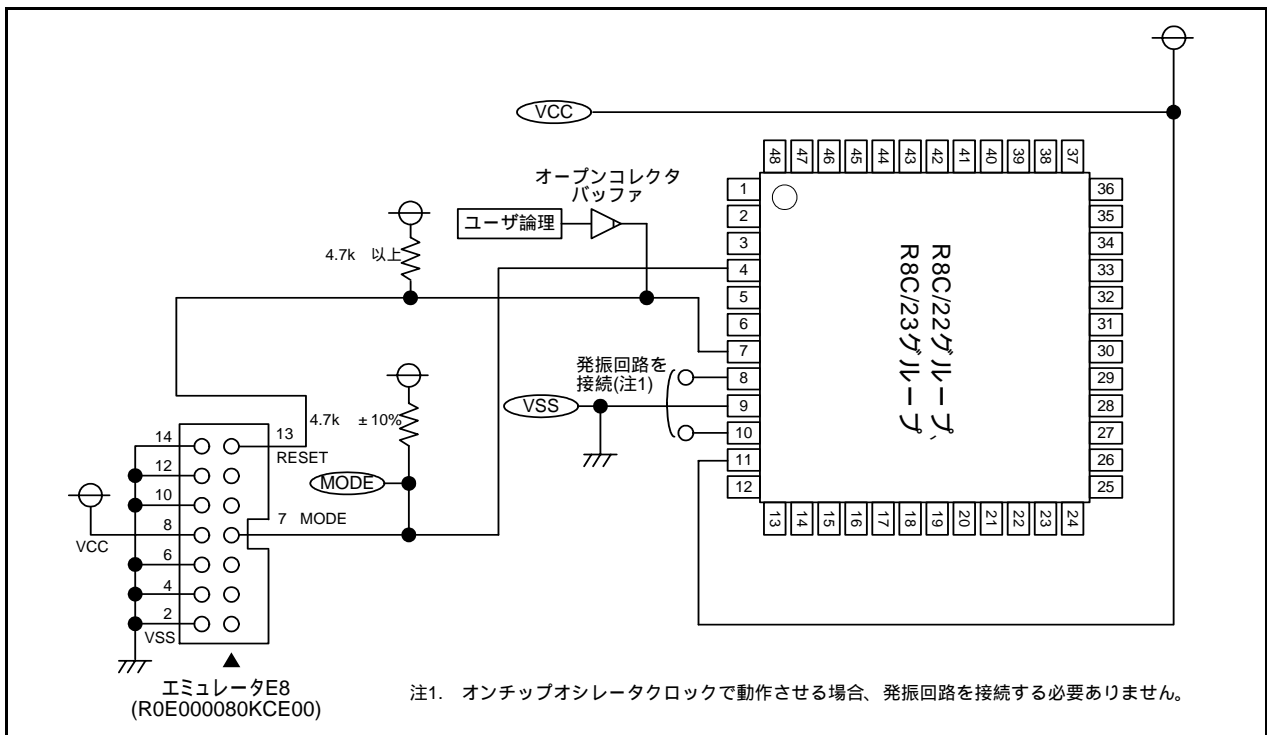 VCC
オープンコレクタ
バッファ
ユーザ論理
4.7k 以上
48 47 46 45 44 43 42 41 40 39 38 37
1
2
3
4
5
6
7
8
9
10
11
12
36
35
34
33
32
31
30
29
28
27
26
25
13 14 15 16 17 18 19 20 21 22 23 24
R8C/22グループ、
R8C/23グループ
発振回路を
接続(注1)
VSS
4.7k ±10%
MODE
14
12
10
8
6
4
2
13
RESET
7 MODE
VCC
VSS
エミュレータE8
(R0E000080KCE00)
注1. オンチップオシレータクロックで動作させる場合、発振回路を接続する必要ありません。